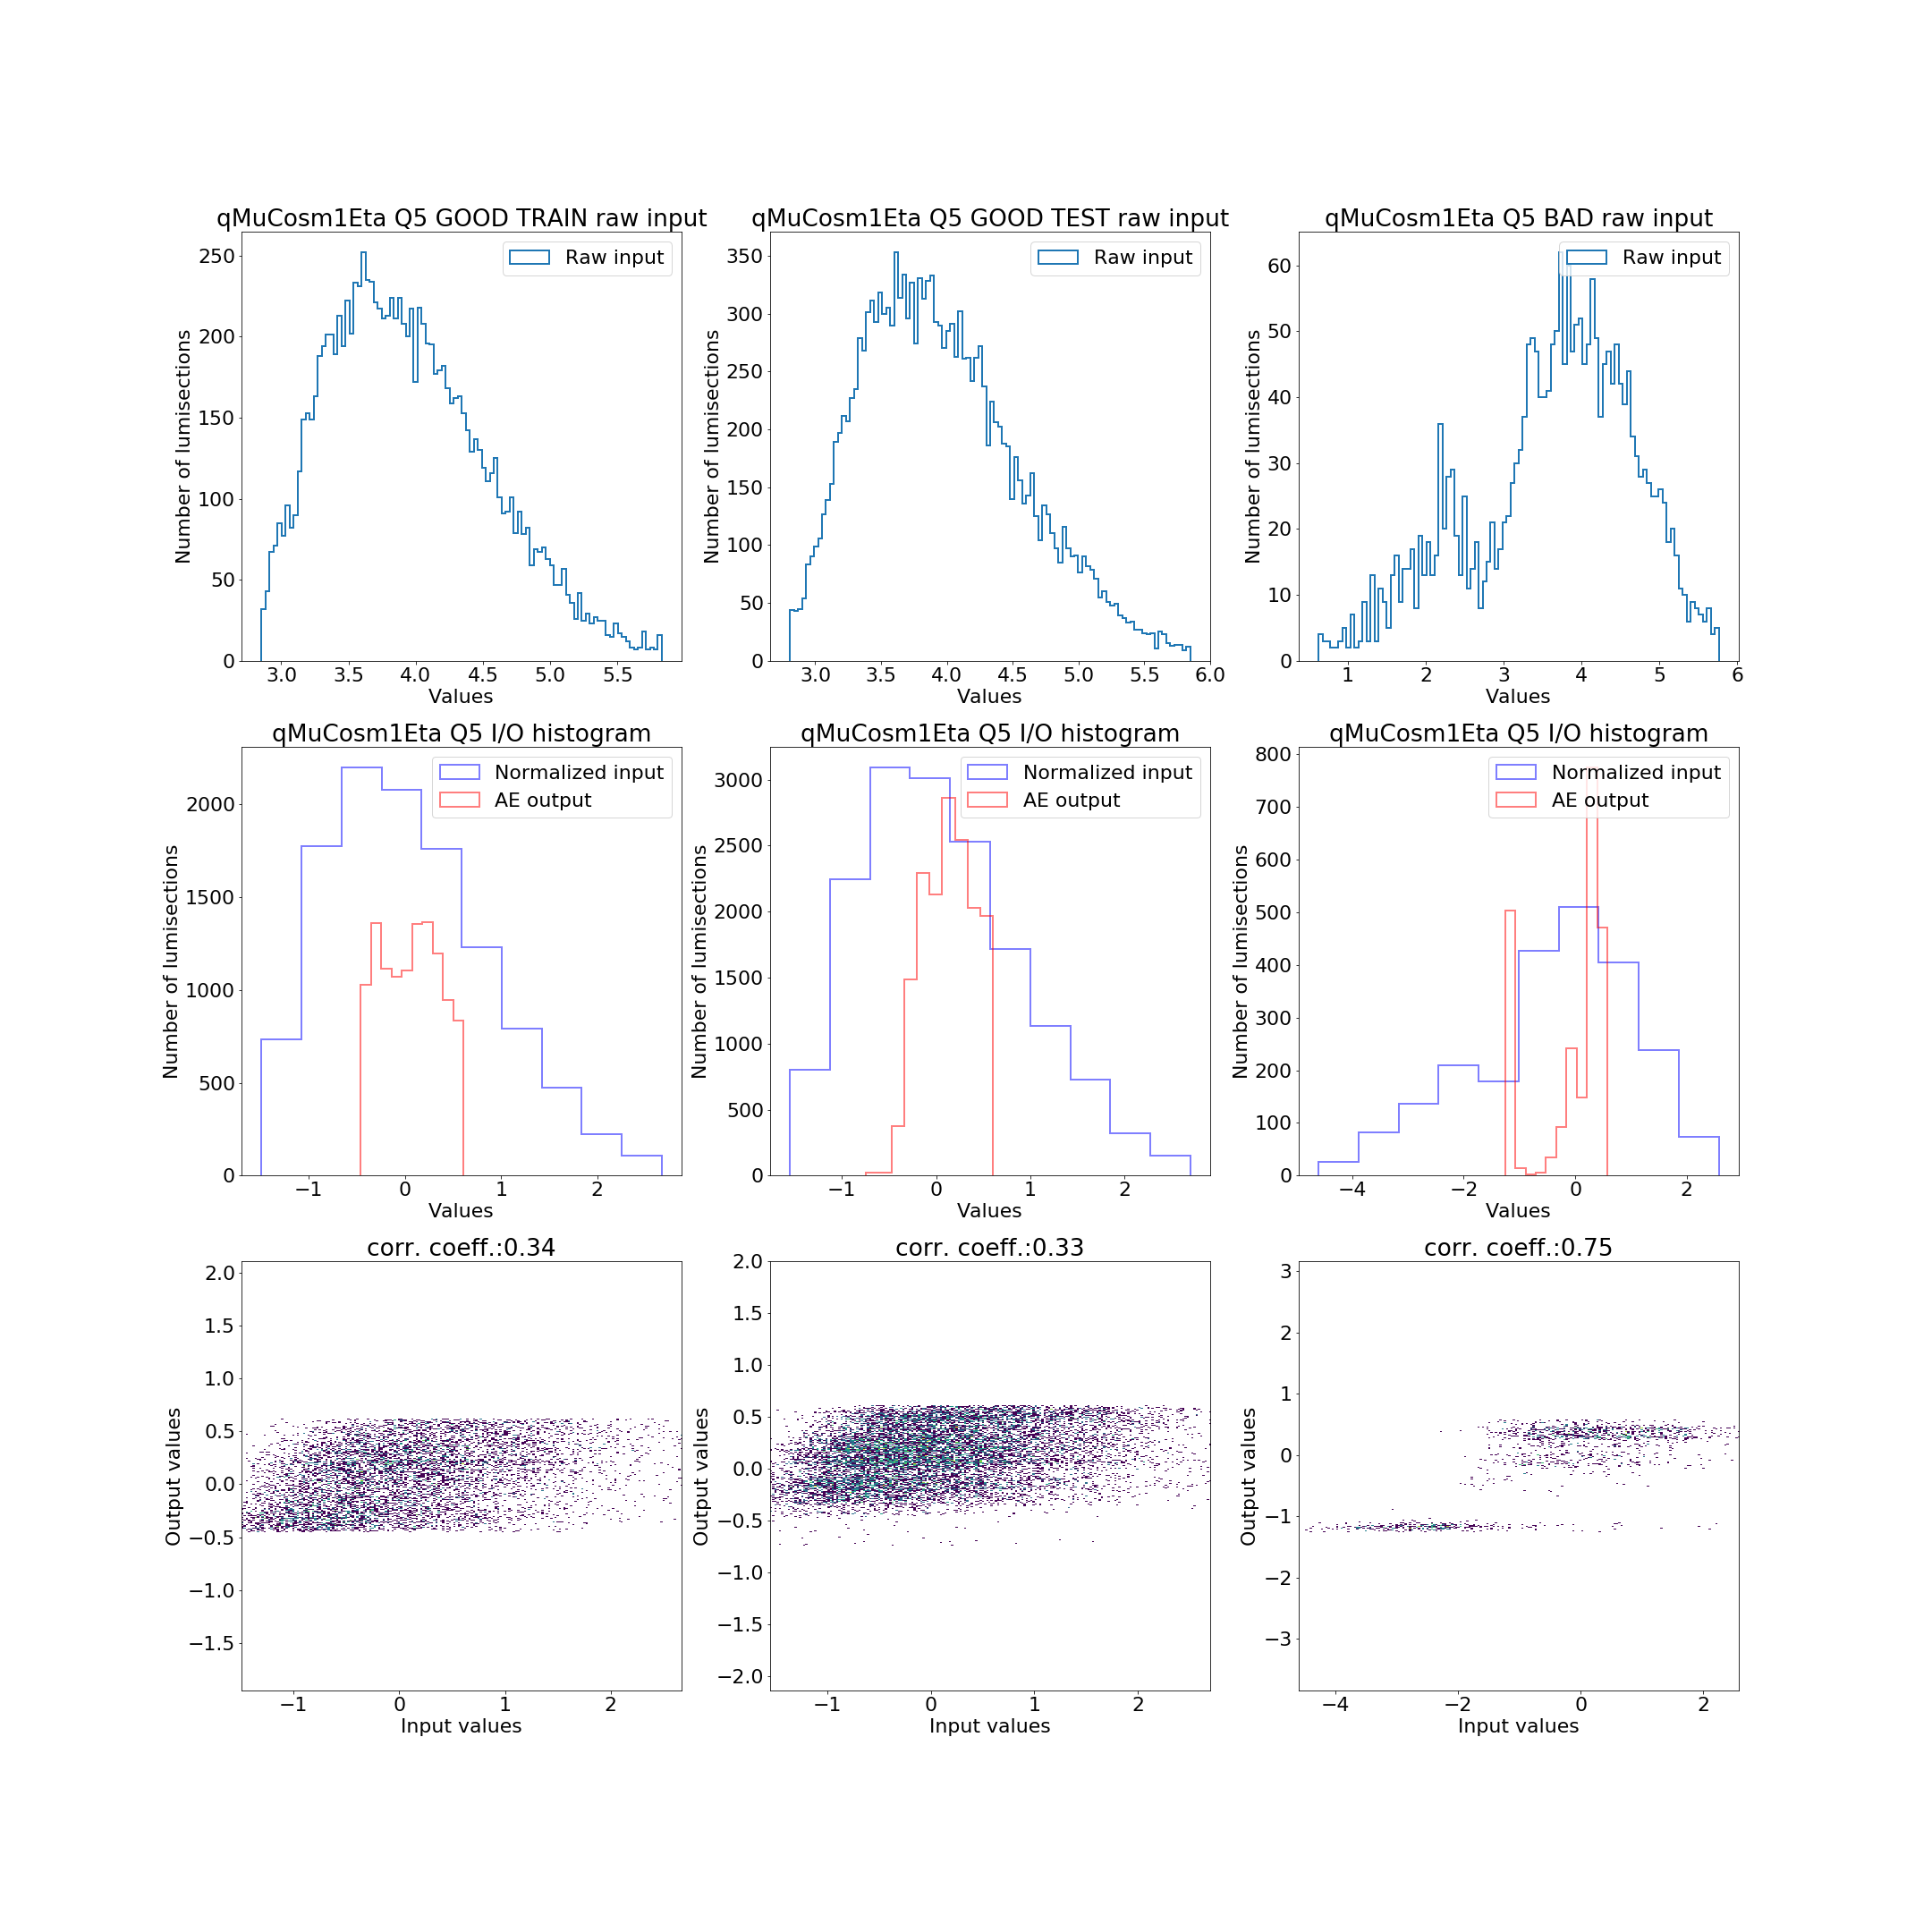 qMuCosm1Eta Q5 GOOD TRAIN raw input
Raw input
250
200
150
100
50
0
Number of lumisections
3.0 3.5 4.0 4.5 5.0 5.5
Values
qMuCosm1Eta Q5 GOOD TEST raw input
Raw input
350
300
250
200
150
100
50
0
Number of lumisections
3.0 3.5 4.0 4.5 5.0 5.5 6.0
Values
qMuCosm1Eta Q5 BAD raw input
Raw input
60
50
40
30
20
10
0
Number of lumisections
1 2 3 4 5 6
Values
qMuCosm1Eta Q5 I/O histogram
Normalized input
AE output
2000
1500
1000
500
0
Number of lumisections
−1 0 1 2
Values
qMuCosm1Eta Q5 I/O histogram
Normalized input
AE output
3000
2500
2000
1500
1000
500
0
Number of lumisections
−1 0 1 2
Values
qMuCosm1Eta Q5 I/O histogram
Normalized input
AE output
800
700
600
500
400
300
200
100
0
Number of lumisections
−4 −2 0 2
Values
corr. coeff.:0.34
2.0
1.5
1.0
0.5
0.0
−0.5
−1.0
−1.5
Output values
−1 0 1 2
Input values
corr. coeff.:0.33
2.0
1.5
1.0
0.5
0.0
−0.5
−1.0
−1.5
−2.0
Output values
−1 0 1 2
Input values
corr. coeff.:0.75
3
2
1
0
−1
−2
−3
Output values
−4 −2 0 2
Input values